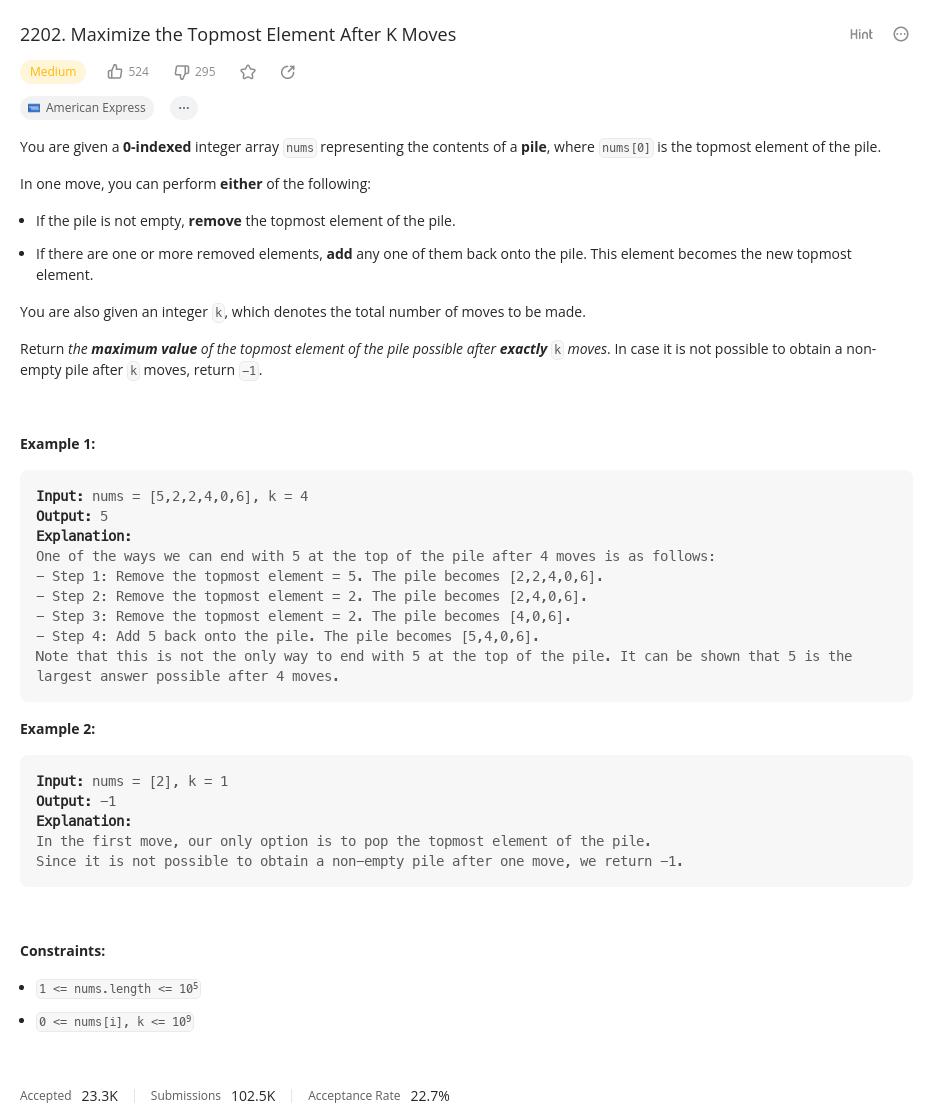 2202. Maximize the Topmost Element After K Moves
Hint
Medium 524 295
American Express ...
You are given a 0-indexed integer array nums representing the contents of a pile, where nums[0] is the topmost element of the pile.
In one move, you can perform either of the following:
• If the pile is not empty, remove the topmost element of the pile.
• If there are one or more removed elements, add any one of them back onto the pile. This element becomes the new topmost
element.
You are also given an integer k, which denotes the total number of moves to be made.
Return the maximum value of the topmost element of the pile possible after exactly k moves. In case it is not possible to obtain a non-
empty pile after k moves, return -1.
Example 1:
Input: nums = [5,2,2,4,0,6], k = 4
Output: 5
Explanation:
One of the ways we can end with 5 at the top of the pile after 4 moves is as follows:
- Step 1: Remove the topmost element = 5. The pile becomes [2,2,4,0,6].
- Step 2: Remove the topmost element = 2. The pile becomes [2,4,0,6].
- Step 3: Remove the topmost element = 2. The pile becomes [4,0,6].
- Step 4: Add 5 back onto the pile. The pile becomes [5,4,0,6].
Note that this is not the only way to end with 5 at the top of the pile. It can be shown that 5 is the
largest answer possible after 4 moves.
Example 2:
Input: nums = [2], k = 1
Output: -1
Explanation:
In the first move, our only option is to pop the topmost element of the pile.
Since it is not possible to obtain a non-empty pile after one move, we return -1.
Constraints:
• 1 <= nums.length <= 10⁵
• 0 <= nums[i], k <= 10⁹
Accepted 23.3K Submissions 102.5K Acceptance Rate 22.7%